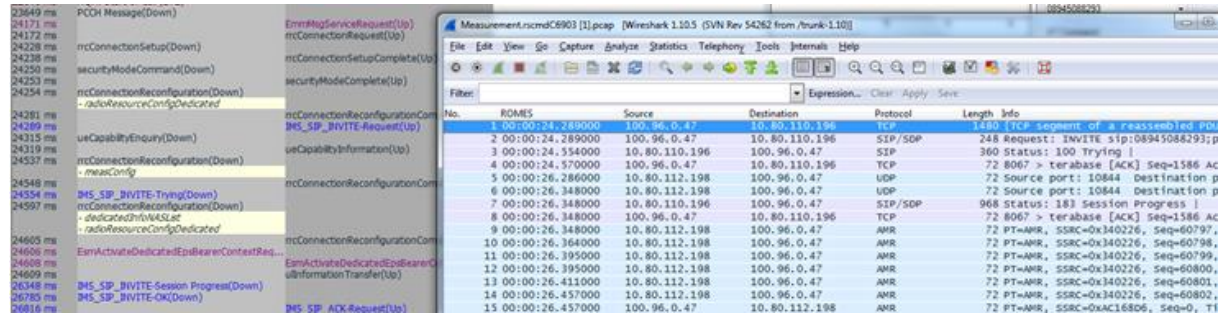 23649 ms PCCH Message(Down)
24171 ms EmmMsgServiceRequest(Up)
24172 ms rrcConnectionRequest(Up)
24228 ms rrcConnectionSetup(Down)
24238 ms rrcConnectionSetupComplete(Up)
24250 ms securityModeCommand(Down)
24253 ms securityModeComplete(Up)
24254 ms rrcConnectionReconfiguration(Down)
- radioResourceConfigDedicated
24281 ms rrcConnectionReconfigurationCom
24289 ms IMS_SIP_INVITE-Request(Up)
24315 ms ueCapabilityEnquiry(Down)
24319 ms ueCapabilityInformation(Up)
24537 ms rrcConnectionReconfiguration(Down)
- measConfig
24548 ms rrcConnectionReconfigurationCom
24554 ms IMS_SIP_INVITE-Trying(Down)
24597 ms rrcConnectionReconfiguration(Down)
- dedicatedInfoNASList
- radioResourceConfigDedicated
24605 ms rrcConnectionReconfigurationCom
24606 ms EsmActivateDedicatedEpsBearerContextReq...
24608 ms EsmActivateDedicatedEpsBearerC
24609 ms ulInformationTransfer(Up)
26348 ms IMS_SIP_INVITE-Session Progress(Down)
26785 ms IMS_SIP_INVITE-OK(Down)
26816 ms IMS_SIP_ACK-Request(Up)
08945088293
Measurement.rscmdC6903 [1].pcap [Wireshark 1.10.5 (SVN Rev 54262 from /trunk-1.10)]
File Edit View Go Capture Analyze Statistics Telephony Tools Internals Help
Filter: Expression... Clear Apply Save
No. ROMES Source Destination Protocol Length Info
1 00:00:24.289000 100.96.0.47 10.80.110.196 TCP 1480 [TCP segment of a reassembled PDU
2 00:00:24.289000 100.96.0.47 10.80.110.196 SIP/SDP 248 Request: INVITE sip:08945088293;p
3 00:00:24.554000 10.80.110.196 100.96.0.47 SIP 360 Status: 100 Trying |
4 00:00:24.570000 100.96.0.47 10.80.110.196 TCP 72 8067 > terabase [ACK] Seq=1586 Ac
5 00:00:26.286000 10.80.112.198 100.96.0.47 UDP 72 Source port: 10844 Destination p
6 00:00:26.348000 10.80.112.198 100.96.0.47 UDP 72 Source port: 10844 Destination p
7 00:00:26.348000 10.80.110.196 100.96.0.47 SIP/SDP 968 Status: 183 Session Progress |
8 00:00:26.348000 100.96.0.47 10.80.110.196 TCP 72 8067 > terabase [ACK] Seq=1586 Ac
9 00:00:26.348000 10.80.112.198 100.96.0.47 AMR 72 PT=AMR, SSRC=0x340226, Seq=60797,
10 00:00:26.364000 10.80.112.198 100.96.0.47 AMR 72 PT=AMR, SSRC=0x340226, Seq=60798,
11 00:00:26.395000 10.80.112.198 100.96.0.47 AMR 72 PT=AMR, SSRC=0x340226, Seq=60799,
12 00:00:26.395000 10.80.112.198 100.96.0.47 AMR 72 PT=AMR, SSRC=0x340226, Seq=60800,
13 00:00:26.411000 10.80.112.198 100.96.0.47 AMR 72 PT=AMR, SSRC=0x340226, Seq=60801,
14 00:00:26.457000 10.80.112.198 100.96.0.47 AMR 72 PT=AMR, SSRC=0x340226, Seq=60802,
15 00:00:26.457000 100.96.0.47 10.80.112.198 AMR 72 PT=AMR, SSRC=0xAC168D6, Seq=0, Ti